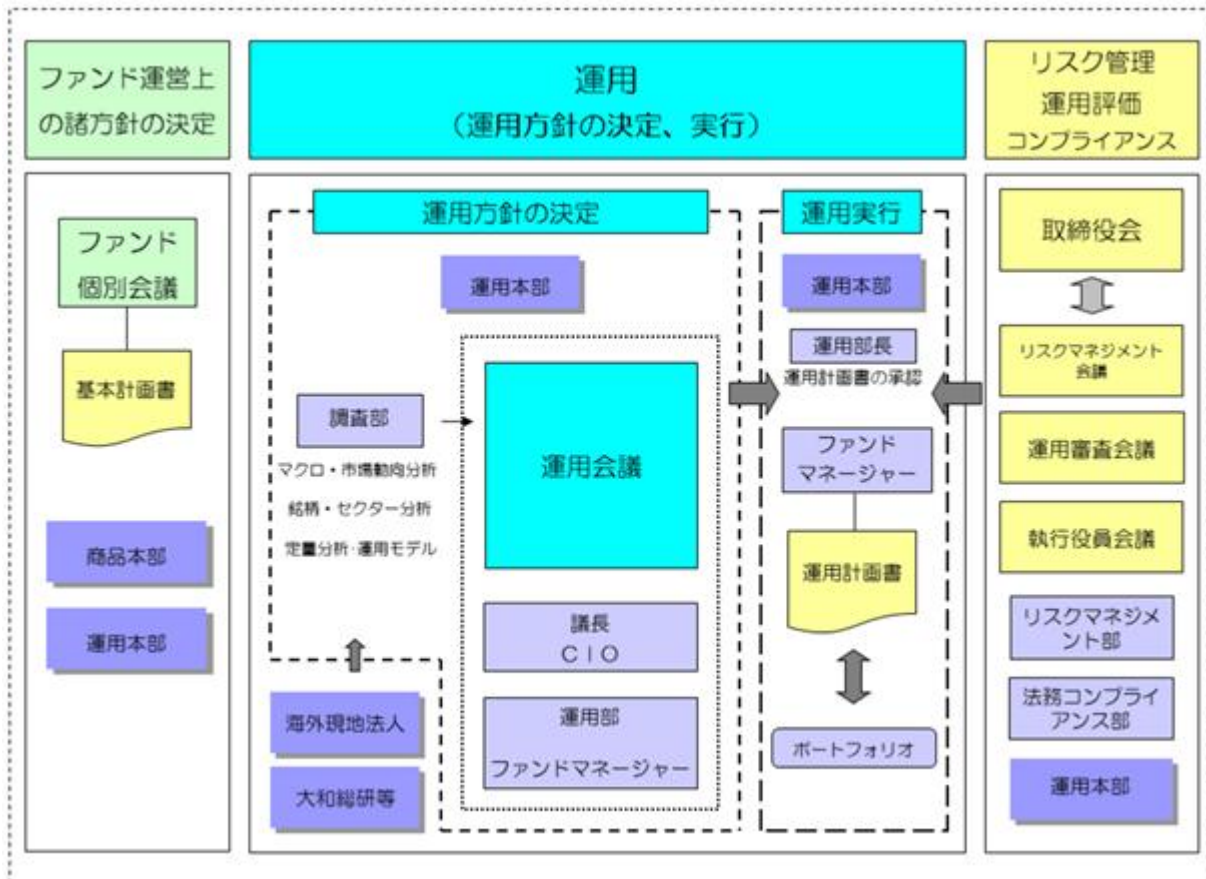 ファンド運営上
の諸方針の決定
運用
（運用方針の決定、実行）
リスク管理
運用評価
コンプライアンス
ファンド
個別会議
基本計画書
商品本部
運用本部
運用方針の決定
運用本部
調査部
マクロ・市場動向分析
銘柄・セクター分析
定量分析・運用モデル
運用会議
議長
ＣＩＯ
運用部
ファンドマネージャー
海外現地法人
大和総研等
運用実行
運用本部
運用部長
運用計画書の承認
ファンド
マネージャー
運用計画書
ポートフォリオ
取締役会
リスクマネジメント
会議
運用審査会議
執行役員会議
リスクマネジメ
ント部
法務コンプライ
アンス部
運用本部